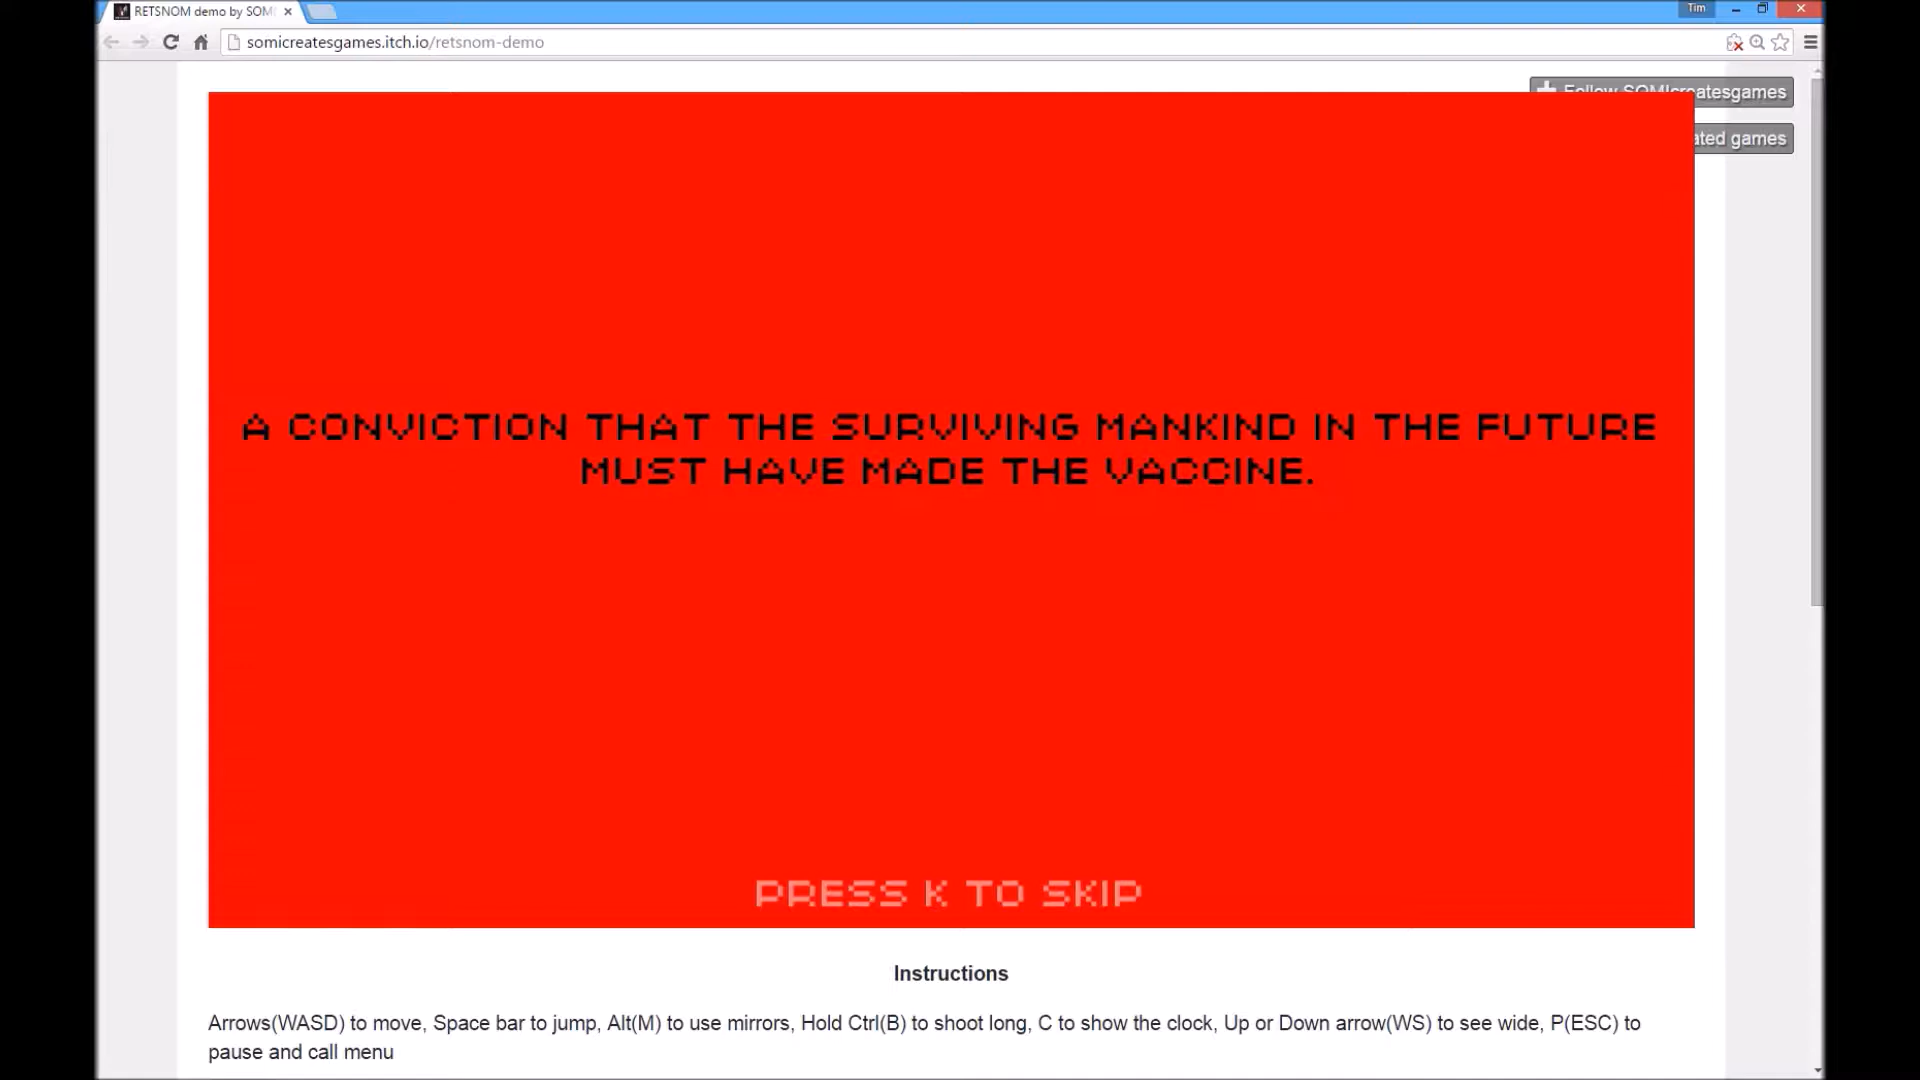 RETSNOM demo by SOMI
Tim
somicreatesgames.itch.io/retsnom-demo
Follow SOMIcreatesgames
ated games
A CONVICTION THAT THE SURVIVING MANKIND IN THE FUTURE
MUST HAVE MADE THE VACCINE.
PRESS K TO SKIP
Instructions
Arrows(WASD) to move, Space bar to jump, Alt(M) to use mirrors, Hold Ctrl(B) to shoot long, C to show the clock, Up or Down arrow(WS) to see wide, P(ESC) to
pause and call menu